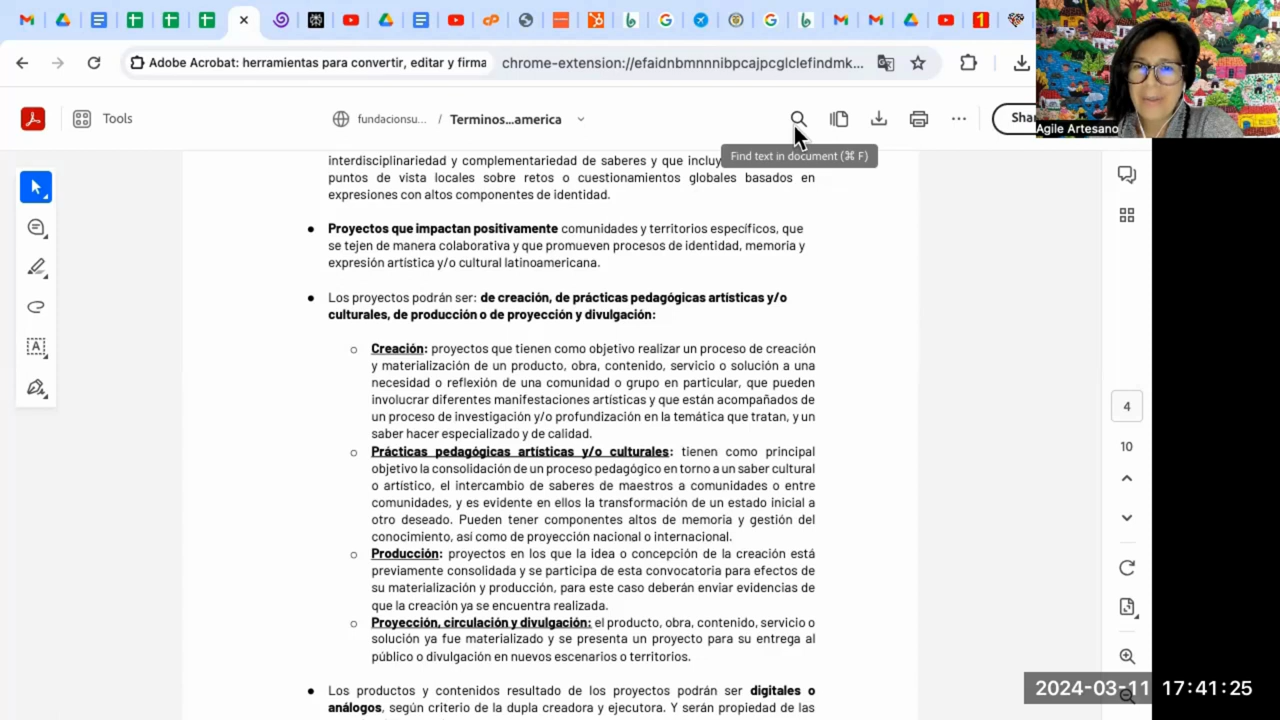 Adobe Acrobat: herramientas para convertir, editar y firma
chrome-extension://efaidnbmnnnibpcajpcglclefindmk...
Agile Artesano
Tools
fundacionsu... / Terminos...america
Find text in document (⌘ F)
interdisciplinariedad y complementariedad de saberes y que incluy
puntos de vista locales sobre retos o cuestionamientos globales basados en
expresiones con altos componentes de identidad.
● Proyectos que impactan positivamente comunidades y territorios específicos, que
se tejen de manera colaborativa y que promueven procesos de identidad, memoria y
expresión artística y/o cultural latinoamericana.
● Los proyectos podrán ser: de creación, de prácticas pedagógicas artísticas y/o
culturales, de producción o de proyección y divulgación:
○ Creación: proyectos que tienen como objetivo realizar un proceso de creación
y materialización de un producto, obra, contenido, servicio o solución a una
necesidad o reflexión de una comunidad o grupo en particular, que pueden
involucrar diferentes manifestaciones artísticas y que están acompañados de
un proceso de investigación y/o profundización en la temática que tratan, y un
saber hacer especializado y de calidad.
○ Prácticas pedagógicas artísticas y/o culturales: tienen como principal
objetivo la consolidación de un proceso pedagógico en torno a un saber cultural
o artístico, el intercambio de saberes de maestros a comunidades o entre
comunidades, y es evidente en ellos la transformación de un estado inicial a
otro deseado. Pueden tener componentes altos de memoria y gestión del
conocimiento, así como de proyección nacional o internacional.
○ Producción: proyectos en los que la idea o concepción de la creación está
previamente consolidada y se participa de esta convocatoria para efectos de
su materialización y producción, para este caso deberán enviar evidencias de
que la creación ya se encuentra realizada.
○ Proyección, circulación y divulgación: el producto, obra, contenido, servicio o
solución ya fue materializado y se presenta un proyecto para su entrega al
público o divulgación en nuevos escenarios o territorios.
● Los productos y contenidos resultado de los proyectos podrán ser digitales o
análogos, según criterio de la dupla creadora y ejecutora. Y serán propiedad de las
4
10
2024-03-11 17:41:25